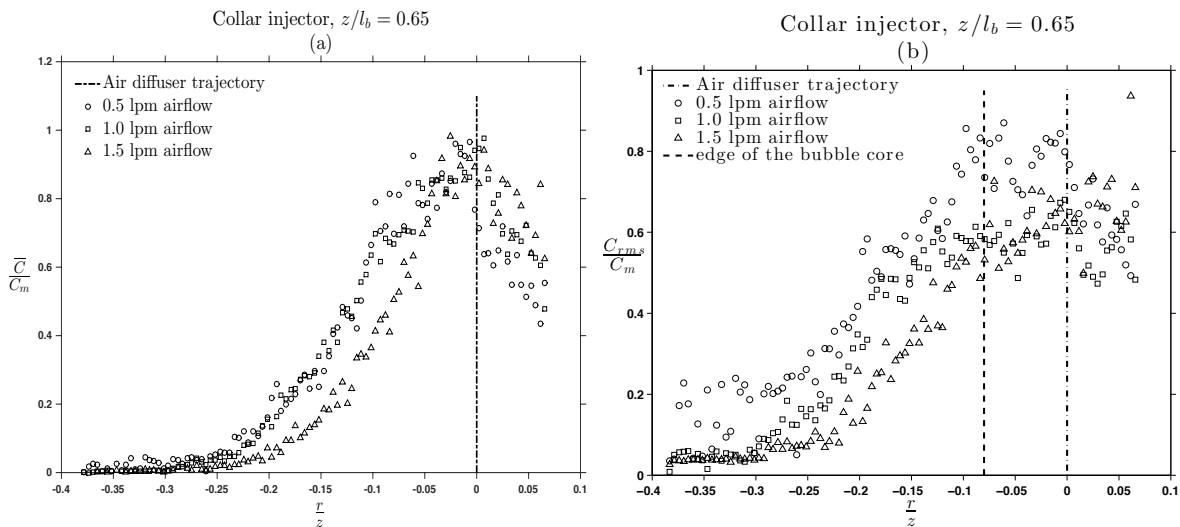 Collar injector, z/l_b = 0.65
(a)
Air diffuser trajectory
0.5 lpm airflow
1.0 lpm airflow
1.5 lpm airflow
1.2
1
0.8
0.6
0.4
0.2
0
C̅/C_m
-0.4 -0.35 -0.3 -0.25 -0.2 -0.15 -0.1 -0.05 0 0.05 0.1
r/z
Collar injector, z/l_b = 0.65
(b)
Air diffuser trajectory
0.5 lpm airflow
1.0 lpm airflow
1.5 lpm airflow
edge of the bubble core
1
0.8
0.6
0.4
0.2
0
C_rms/C_m
−0.4 −0.35 −0.3 −0.25 −0.2 −0.15 −0.1 −0.05 0 0.05 0.1
r/z